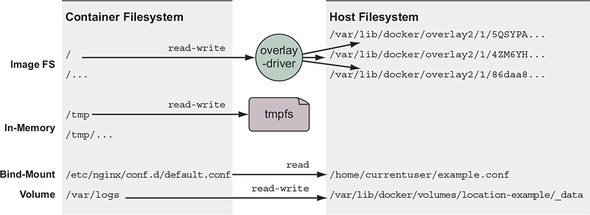 Container Filesystem
Host Filesystem
Image FS
/
read-write
overlay
-driver
/var/lib/docker/overlay2/1/5QSYPA...
/var/lib/docker/overlay2/1/4ZM6YH...
/...
/var/lib/docker/overlay2/1/86daa8...
In-Memory
/tmp
read-write
tmpfs
/tmp/...
Bind-Mount
/etc/nginx/conf.d/default.conf
read
/home/currentuser/example.conf
Volume
/var/logs
read-write
/var/lib/docker/volumes/location-example/_data